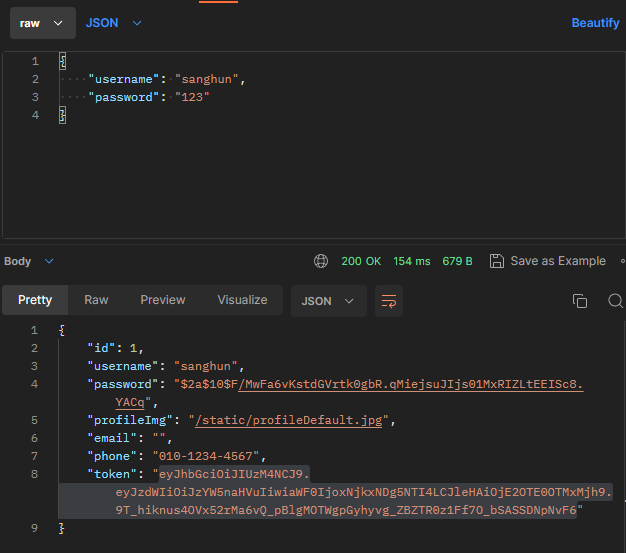 raw JSON Beautify
1 {
2 "username": "sanghun",
3 "password": "123"
4 }
Body 200 OK 154 ms 679 B Save as Example
Pretty Raw Preview Visualize JSON
1 {
2 "id": 1,
3 "username": "sanghun",
4 "password": "$2a$10$F/MwFa6vKstdGVrtk0gbR.qMiejsuJIjs01MxRIZLtEEISc8.
YACq",
5 "profileImg": "/static/profileDefault.jpg",
6 "email": "",
7 "phone": "010-1234-4567",
8 "token": "eyJhbGciOiJIUzM4NCJ9.
eyJzdWIiOiJzYW5naHVuIiwiaWF0IjoxNjkxNDg5NTI4LCJleHAiOjE2OTE0OTMxMjh9.
9T_hiknus4OVx52rMa6vQ_pBlgMOTWgpGyhyvg_ZBZTR0z1Ff7O_bSASSDNpNvF6"
9 }